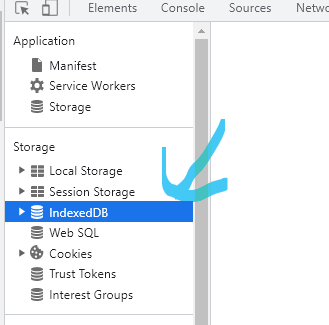 Elements Console Sources Netwo
Application
Manifest
Service Workers
Storage
Storage
Local Storage
Session Storage
IndexedDB
Web SQL
Cookies
Trust Tokens
Interest Groups